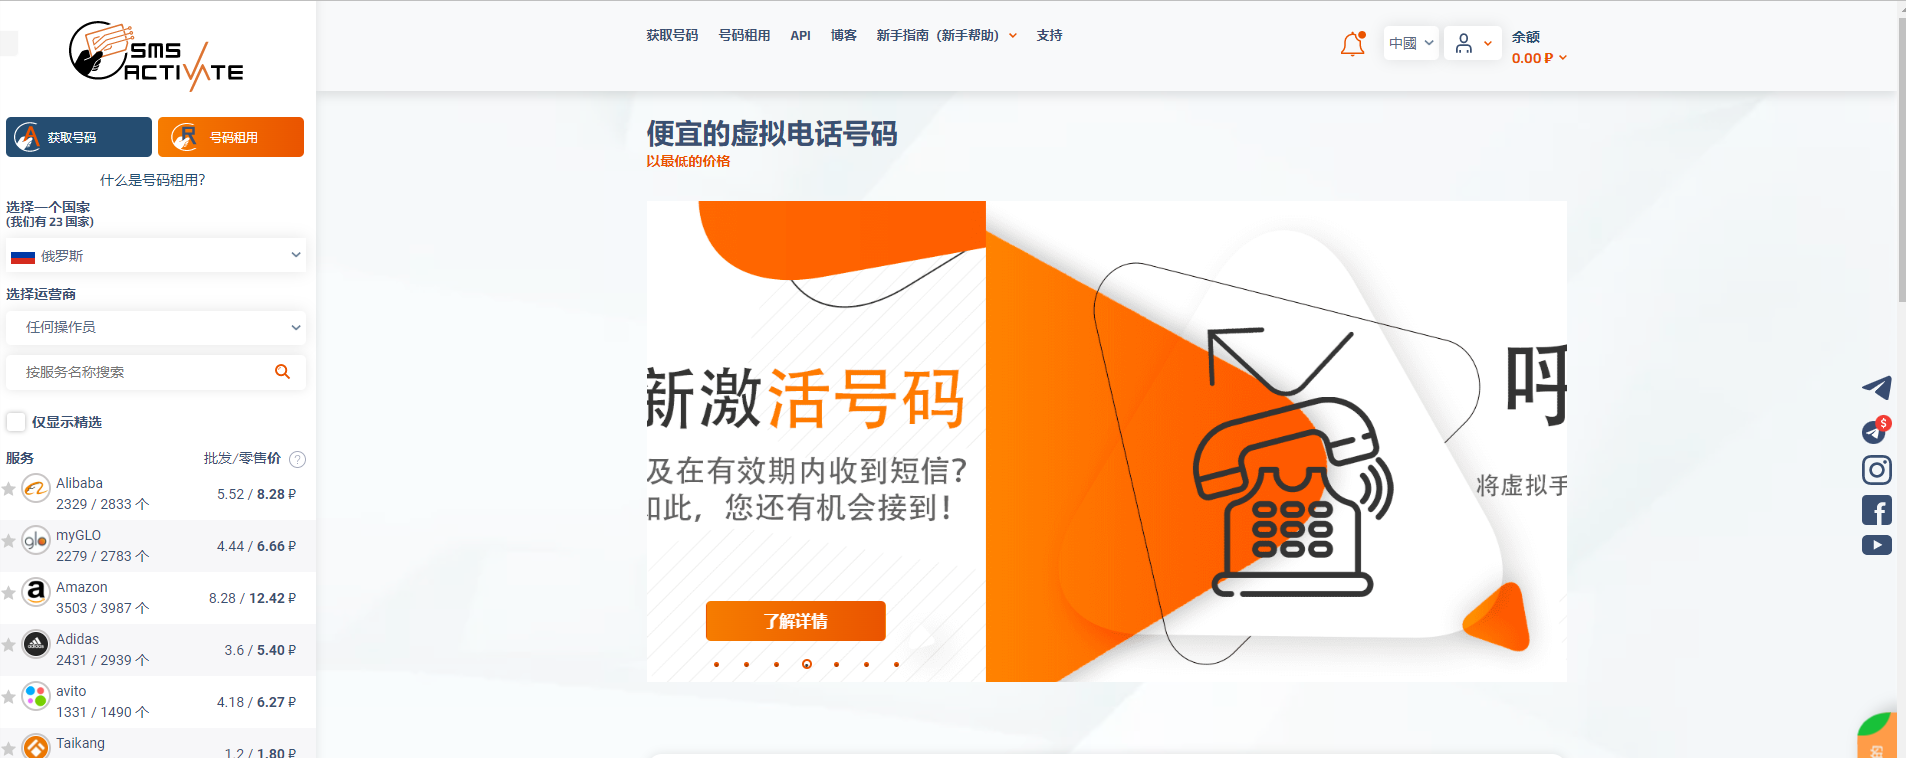 SMS
ACTIVATE
获取号码 号码租用 API 博客 新手指南（新手帮助） 支持
中國
余额
0.00 ₽
获取号码
号码租用
什么是号码租用？
选择一个国家
(我们有 23 国家)
俄罗斯
选择运营商
任何操作员
按服务名称搜索
仅显示精选
服务 批发/零售价 ?
Alibaba
2329 / 2833 个 5.52 / 8.28 ₽
myGLO
2279 / 2783 个 4.44 / 6.66 ₽
Amazon
3503 / 3987 个 8.28 / 12.42 ₽
Adidas
2431 / 2939 个 3.6 / 5.40 ₽
avito
1331 / 1490 个 4.18 / 6.27 ₽
Taikang
1.2 / 1.80 ₽
便宜的虚拟电话号码
以最低的价格
新激活号码
及在有效期内收到短信？
如此，您还有机会接到！
了解详情
呼
将虚拟手